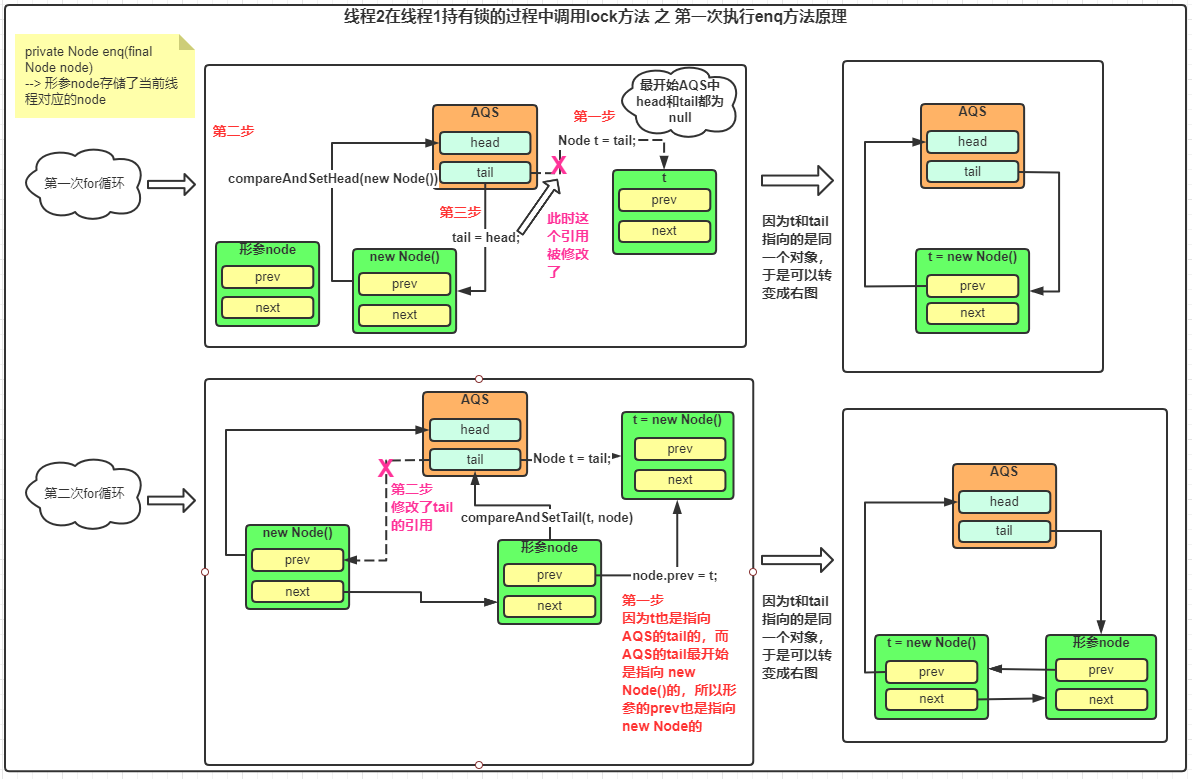 线程2在线程1持有锁的过程中调用lock方法 之 第一次执行enq方法原理
private Node enq(final
Node node)
--> 形参node存储了当前线
程对应的node
第一次for循环
第二步
AQS
head
tail
第一步
Node t = tail;
最开始AQS中
head和tail都为
null
compareAndSetHead(new Node())
X
t
prev
next
第三步
tail = head;
此时这
个引用
被修改
了
形参node
prev
next
new Node()
prev
next
因为t和tail
指向的是同
一个对象，
于是可以转
变成右图
AQS
head
tail
t = new Node()
prev
next
第二次for循环
AQS
head
tail
Node t = tail;
t = new Node()
prev
next
X
第二步
修改了tail
的引用
compareAndSetTail(t, node)
new Node()
prev
next
形参node
prev
next
node.prev = t;
第一步
因为t也是指向
AQS的tail的，而
AQS的tail最开始
是指向 new
Node()的，所以形
参的prev也是指向
new Node的
因为t和tail
指向的是同
一个对象，
于是可以转
变成右图
AQS
head
tail
t = new Node()
prev
next
形参node
prev
next